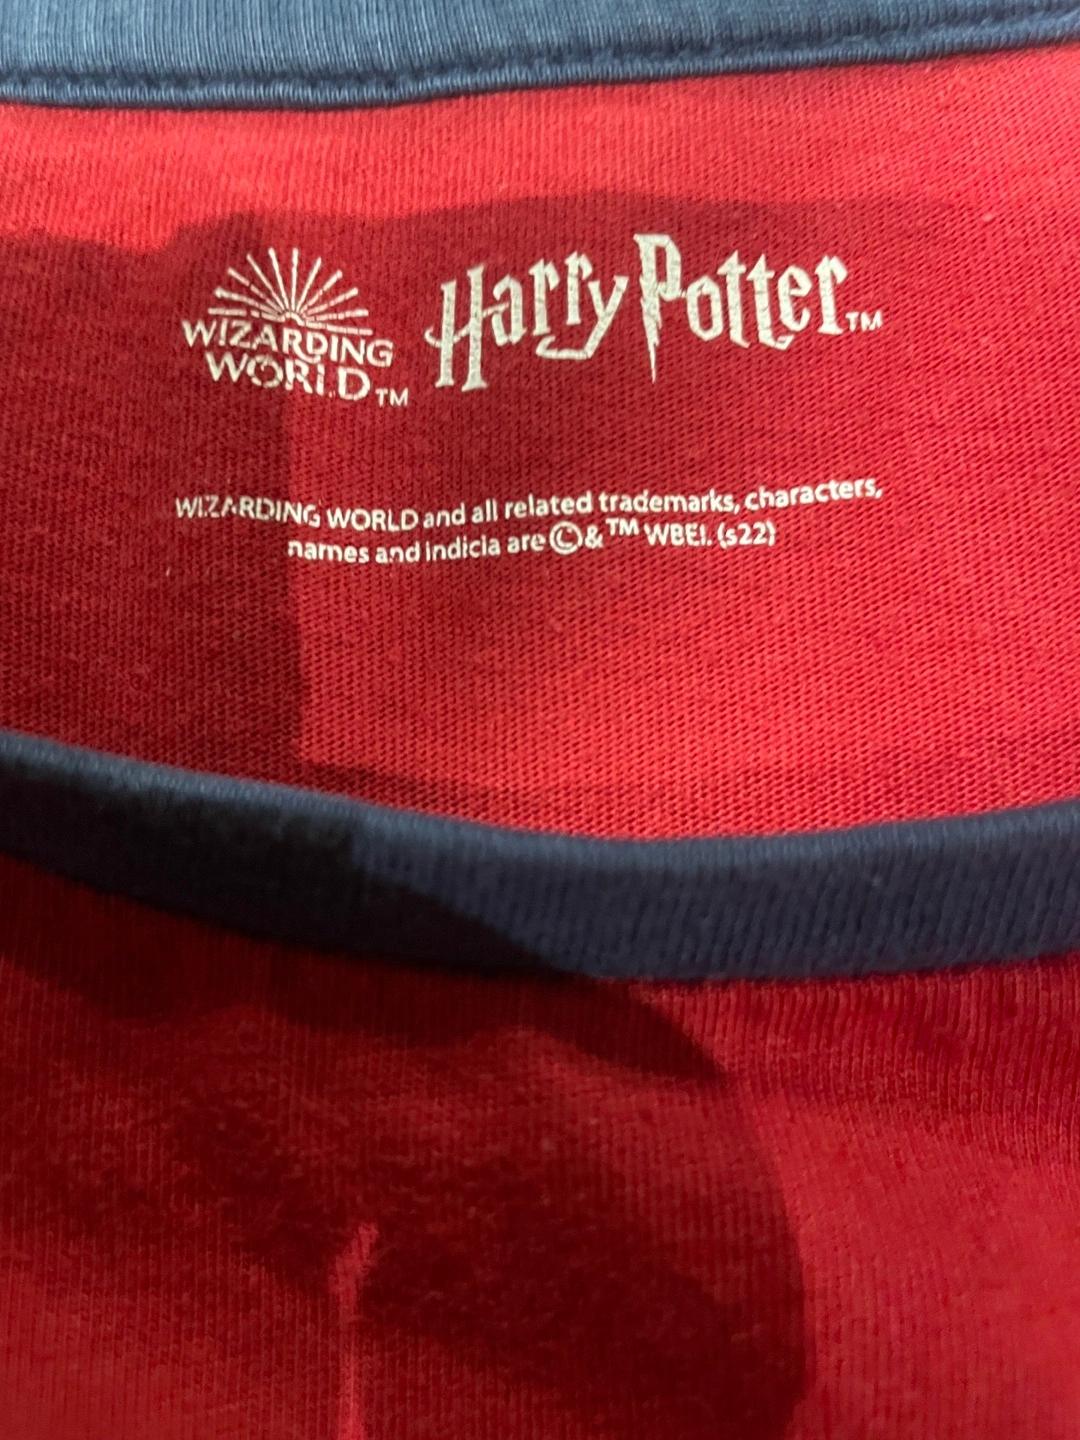 WIZARDING
WORLD™
Harry Potter™
WIZARDING WORLD and all related trademarks, characters,
names and indicia are © & ™ WBEI. (s22)